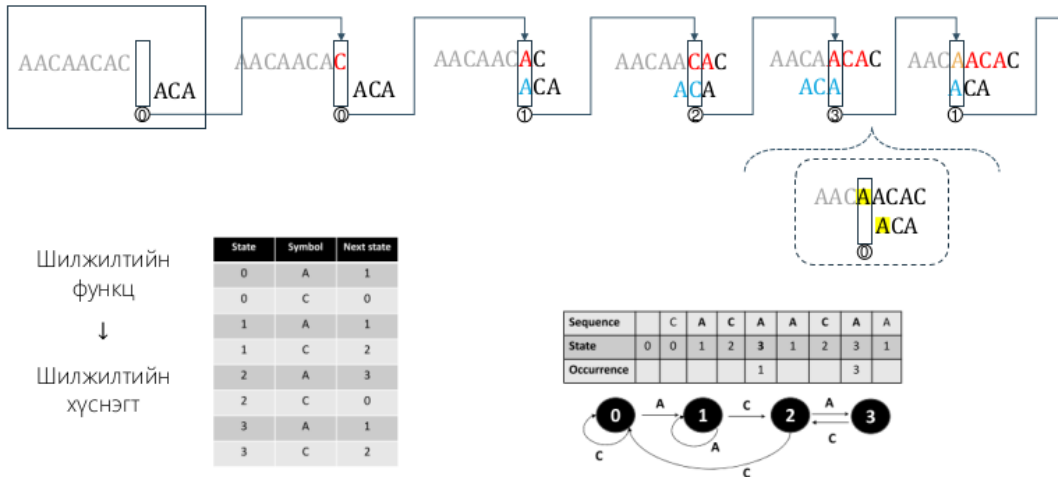 AACAACAC AACAACAC AACAACAC AACAACAC AACAACAC AACAACAC
ACA ACA ACA ACA ACA ACA
⓪ ⓪ ① ② ③ ①
AACAACAC
ACA
⓪
Шилжилтийн
функц
↓
Шилжилтийн
хүснэгт
State Symbol Next state
0 A 1
0 C 0
1 A 1
1 C 2
2 A 3
2 C 0
3 A 1
3 C 2
Sequence C A C A A C A A
State 0 0 1 2 3 1 2 3 1
Occurrence 1 3
A C A
0 1 2 3
C A C
C